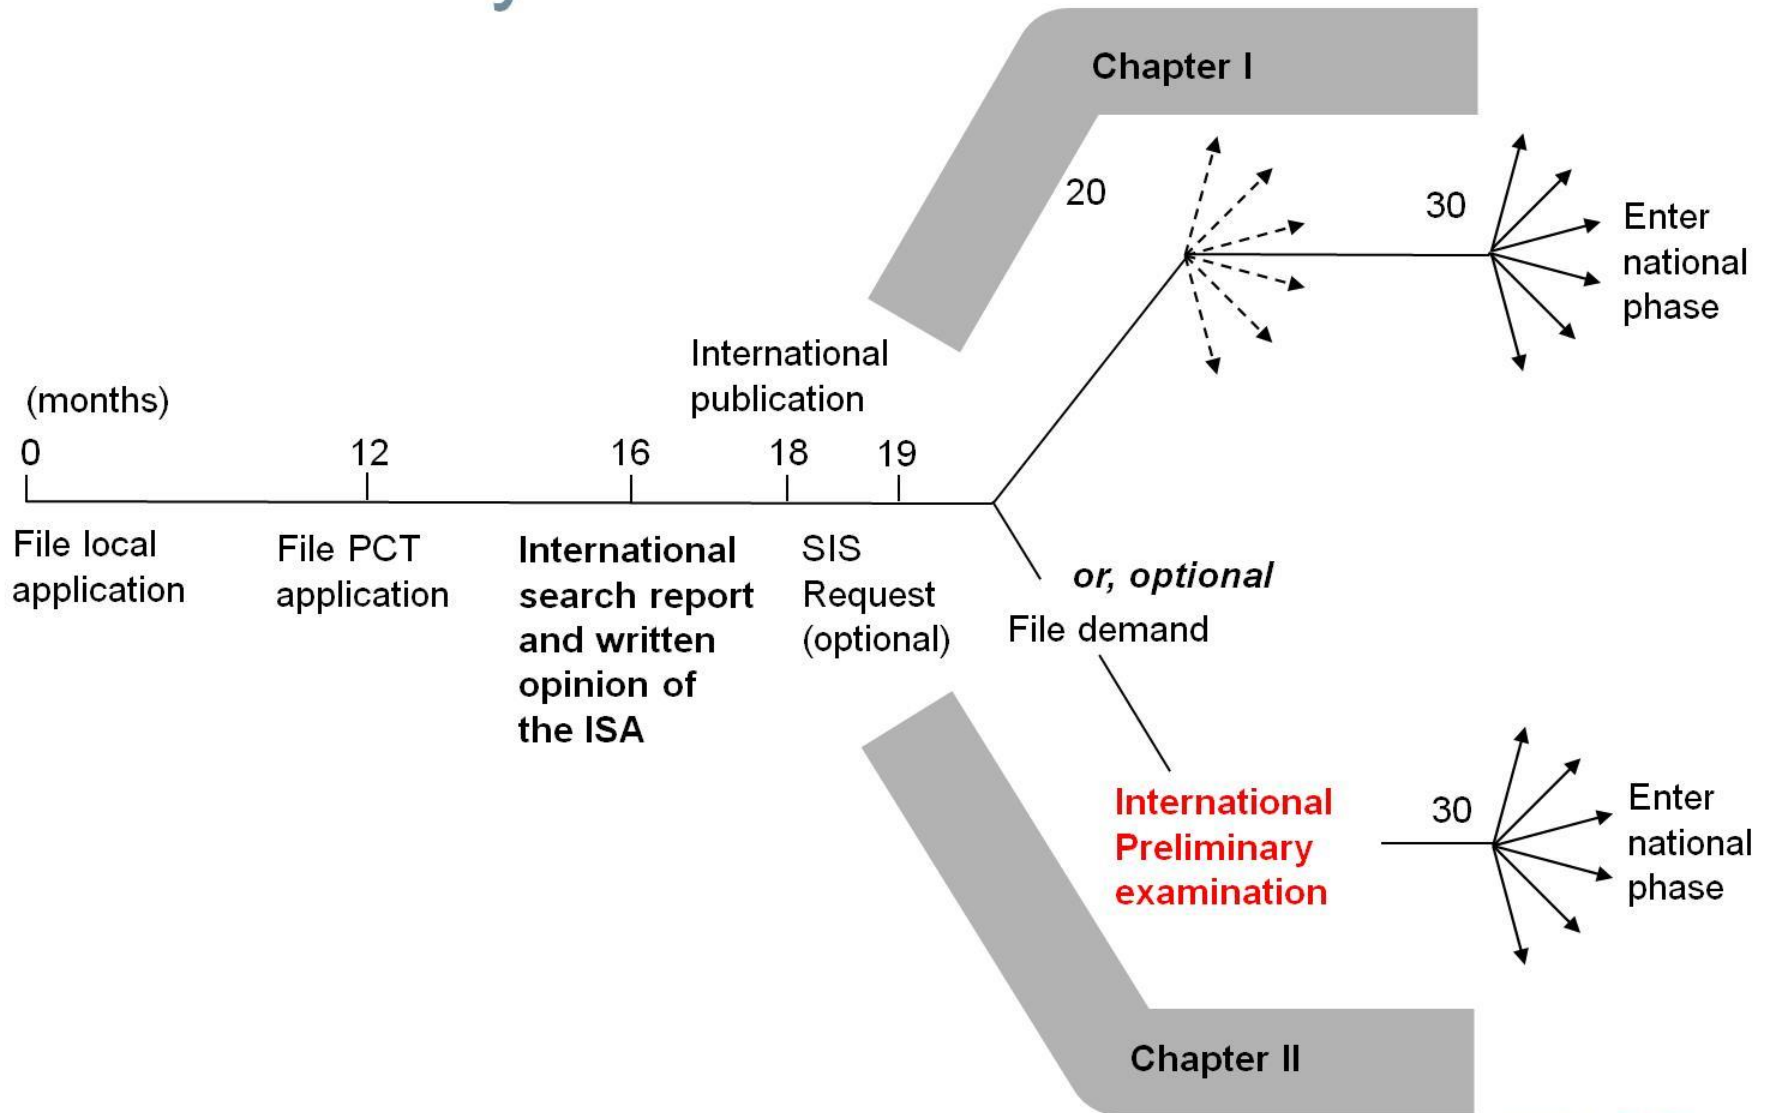 Chapter I
20
30
Enter
national
phase
International
publication
(months)
0
12
16
18
19
File local
application
File PCT
application
International
search report
and written
opinion of
the ISA
SIS
Request
(optional)
or, optional
File demand
International
Preliminary
examination
30
Enter
national
phase
Chapter II